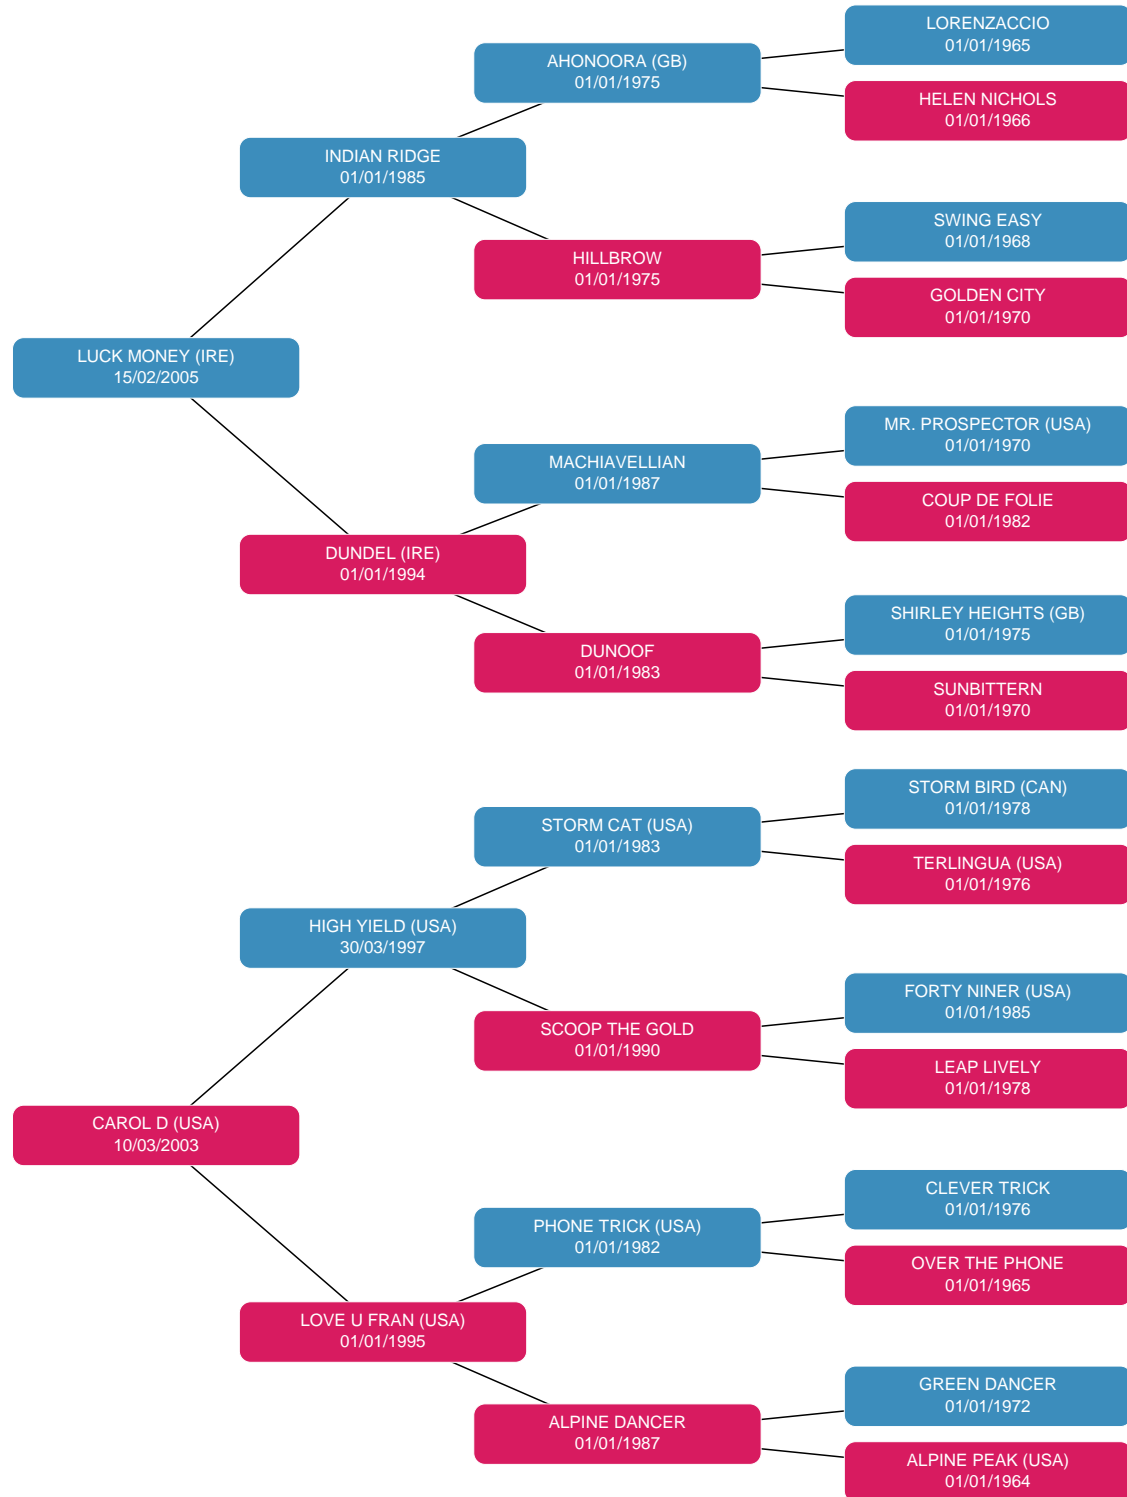 LORENZACCIO
01/01/1965
AHONOORA (GB)
01/01/1975
HELEN NICHOLS
01/01/1966
INDIAN RIDGE
01/01/1985
SWING EASY
01/01/1968
HILLBROW
01/01/1975
GOLDEN CITY
01/01/1970
LUCK MONEY (IRE)
15/02/2005
MR. PROSPECTOR (USA)
01/01/1970
MACHIAVELLIAN
01/01/1987
COUP DE FOLIE
01/01/1982
DUNDEL (IRE)
01/01/1994
SHIRLEY HEIGHTS (GB)
01/01/1975
DUNOOF
01/01/1983
SUNBITTERN
01/01/1970
STORM BIRD (CAN)
01/01/1978
STORM CAT (USA)
01/01/1983
TERLINGUA (USA)
01/01/1976
HIGH YIELD (USA)
30/03/1997
FORTY NINER (USA)
01/01/1985
SCOOP THE GOLD
01/01/1990
LEAP LIVELY
01/01/1978
CAROL D (USA)
10/03/2003
CLEVER TRICK
01/01/1976
PHONE TRICK (USA)
01/01/1982
OVER THE PHONE
01/01/1965
LOVE U FRAN (USA)
01/01/1995
GREEN DANCER
01/01/1972
ALPINE DANCER
01/01/1987
ALPINE PEAK (USA)
01/01/1964